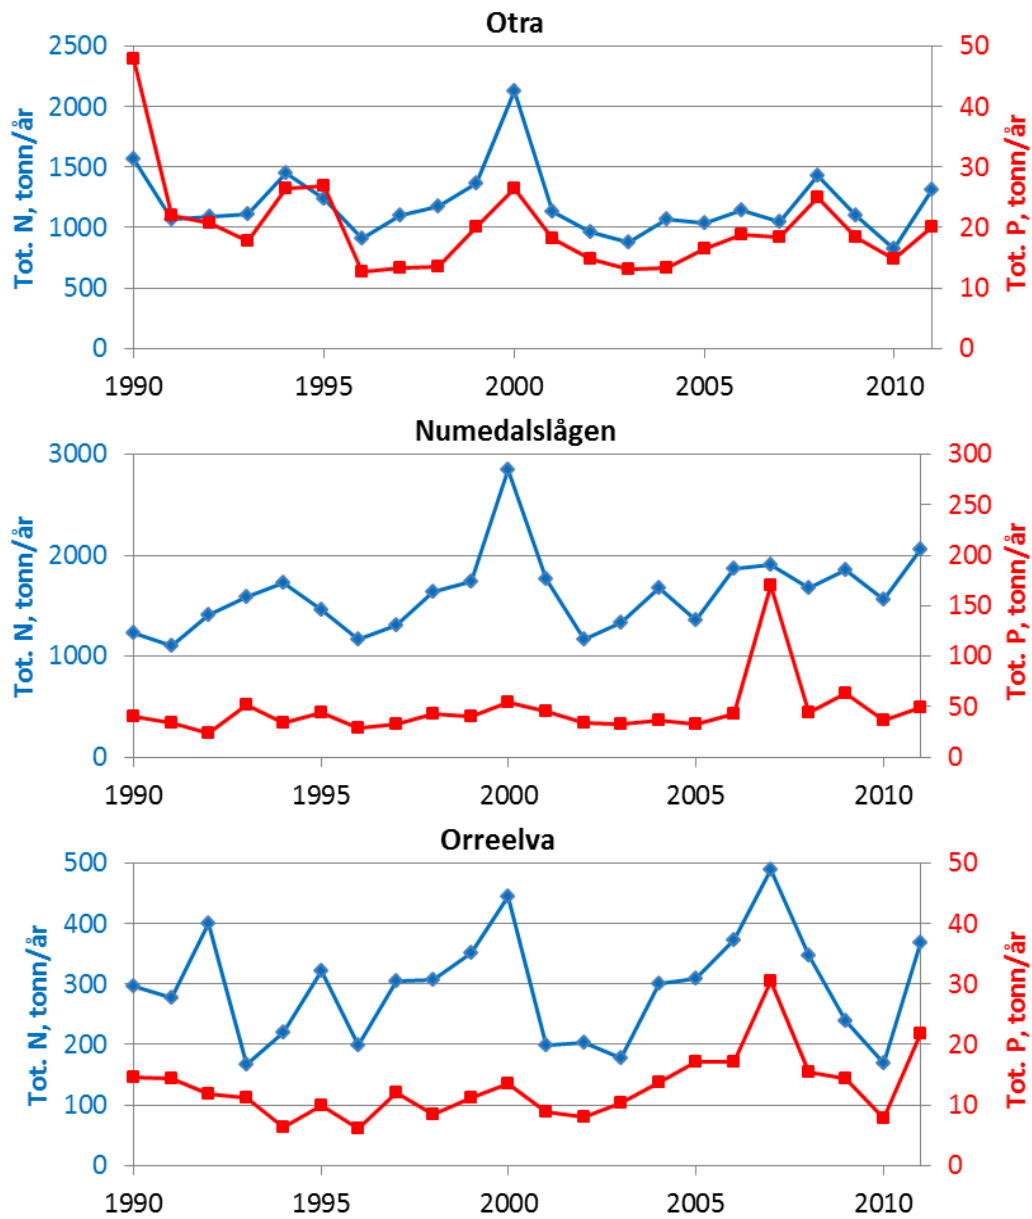 Otra
2500 50
2000 40
1500 30
1000 20
500 10
0 0
Tot. N, tonn/år
Tot. P, tonn/år
1990 1995 2000 2005 2010
Numedalslågen
3000 300
250
2000 200
150
1000 100
50
0 0
Tot. N, tonn/år
Tot. P, tonn/år
1990 1995 2000 2005 2010
Orreelva
500 50
400 40
300 30
200 20
100 10
0 0
Tot. N, tonn/år
Tot. P, tonn/år
1990 1995 2000 2005 2010